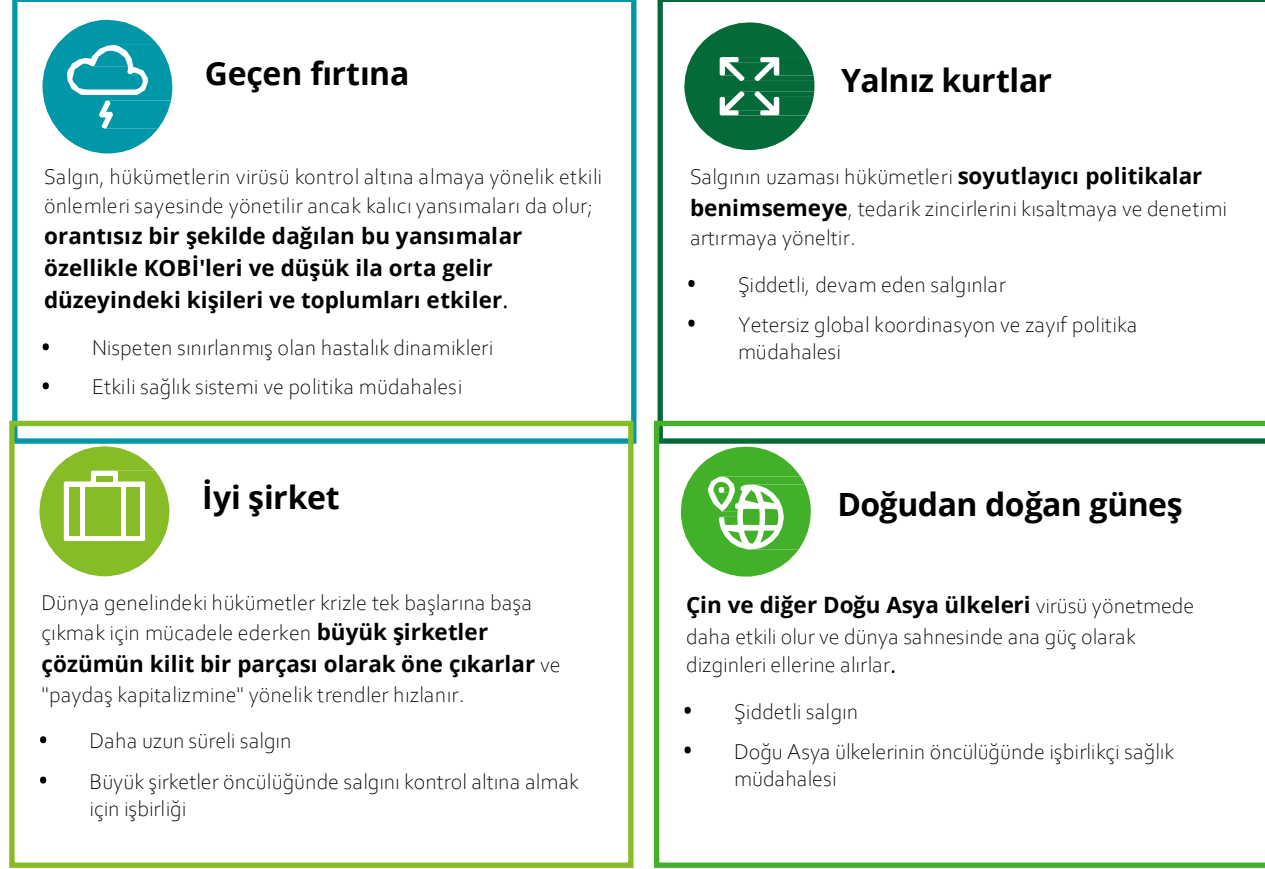 Geçen fırtına
Salgın, hükümetlerin virüsü kontrol altına almaya yönelik etkili
önlemleri sayesinde yönetilir ancak kalıcı yansımaları da olur;
orantısız bir şekilde dağılan bu yansımalar
özellikle KOBİ'leri ve düşük ila orta gelir
düzeyindeki kişileri ve toplumları etkiler.
• Nispeten sınırlanmış olan hastalık dinamikleri
• Etkili sağlık sistemi ve politika müdahalesi
Yalnız kurtlar
Salgının uzaması hükümetleri soyutlayıcı politikalar
benimsemeye, tedarik zincirlerini kısaltmaya ve denetimi
artırmaya yöneltir.
• Şiddetli, devam eden salgınlar
• Yetersiz global koordinasyon ve zayıf politika
müdahalesi
İyi şirket
Dünya genelindeki hükümetler krizle tek başlarına başa
çıkmak için mücadele ederken büyük şirketler
çözümün kilit bir parçası olarak öne çıkarlar ve
"paydaş kapitalizmine" yönelik trendler hızlanır.
• Daha uzun süreli salgın
• Büyük şirketler öncülüğünde salgını kontrol altına almak
için işbirliği
Doğudan doğan güneş
Çin ve diğer Doğu Asya ülkeleri virüsü yönetmede
daha etkili olur ve dünya sahnesinde ana güç olarak
dizginleri ellerine alırlar.
• Şiddetli salgın
• Doğu Asya ülkelerinin öncülüğünde işbirlikçi sağlık
müdahalesi